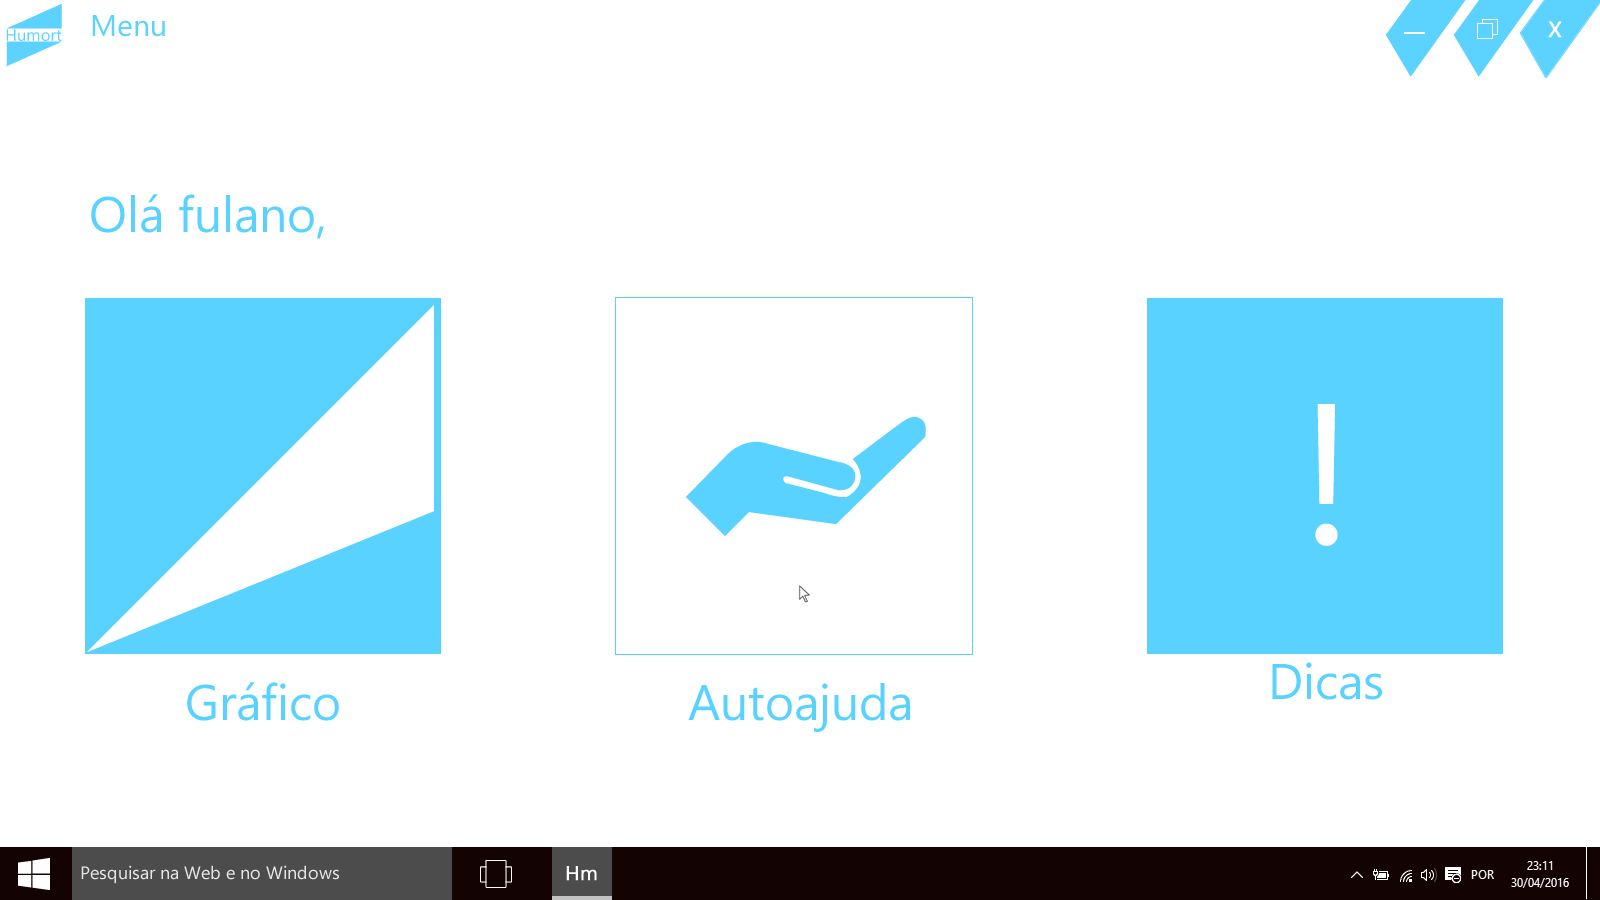 Humort
Menu
X
Olá fulano,
!
Gráfico
Autoajuda
Dicas
Pesquisar na Web e no Windows
Hm
POR
23:11
30/04/2016